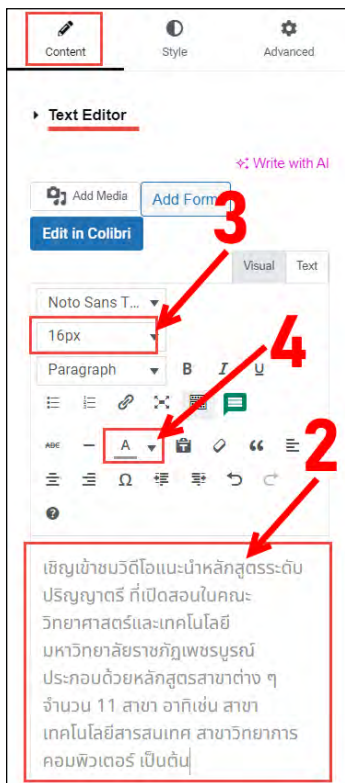 Content Style Advanced
Text Editor
Write with AI
Add Media Add Form
Edit in Colibri
3
Visual Text
Noto Sans T...
16px
4
Paragraph B I U
ABC A Ω
2
เชิญเข้าชมวิดีโอแนะนำหลักสูตรระดับ
ปริญญาตรี ที่เปิดสอนในคณะ
วิทยาศาสตร์และเทคโนโลยี
มหาวิทยาลัยราชภัฏเพชรบูรณ์
ประกอบด้วยหลักสูตรสาขาต่าง ๆ
จำนวน 11 สาขา อาทิเช่น สาขา
เทคโนโลยีสารสนเทศ สาขาวิทยาการ
คอมพิวเตอร์ เป็นต้น